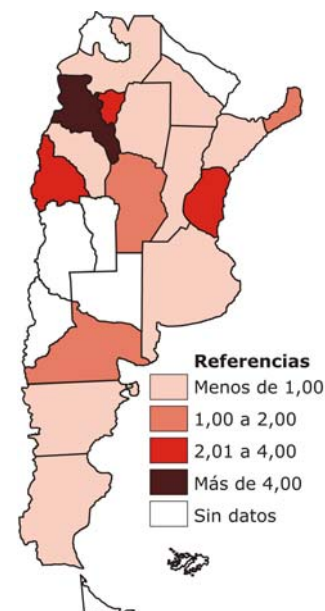 Referencias
Menos de 1,00
1,00 a 2,00
2,01 a 4,00
Más de 4,00
Sin datos